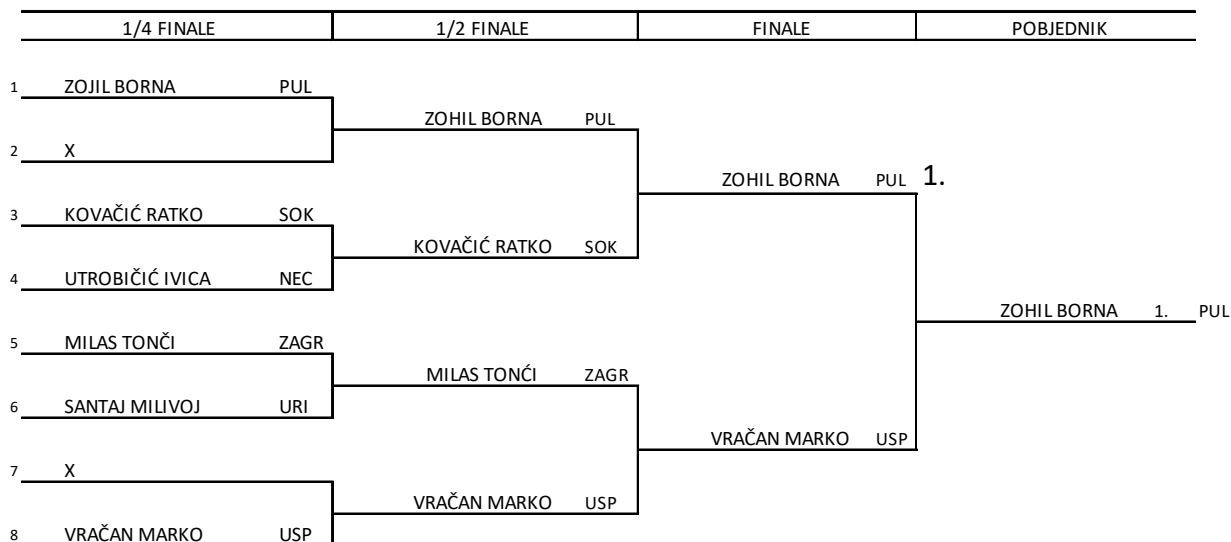 1/4 FINALE 1/2 FINALE FINALE POBJEDNIK
1 ZOJIL BORNA PUL
ZOHIL BORNA PUL
2 X
ZOHIL BORNA PUL 1.
3 KOVAČIĆ RATKO SOK
KOVAČIĆ RATKO SOK
4 UTROBIČIĆ IVICA NEC
ZOHIL BORNA 1. PUL
5 MILAS TONČI ZAGR
MILAS TONĆI ZAGR
6 SANTAJ MILIVOJ URI
VRAČAN MARKO USP
7 X
VRAČAN MARKO USP
8 VRAČAN MARKO USP